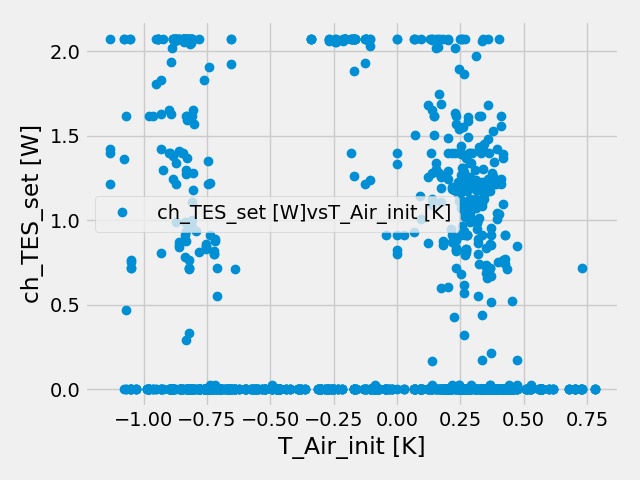 2.0
1.5
1.0
0.5
0.0
ch_TES_set [W]
ch_TES_set [W]vsT_Air_init [K]
−1.00 −0.75 −0.50 −0.25 0.00 0.25 0.50 0.75
T_Air_init [K]